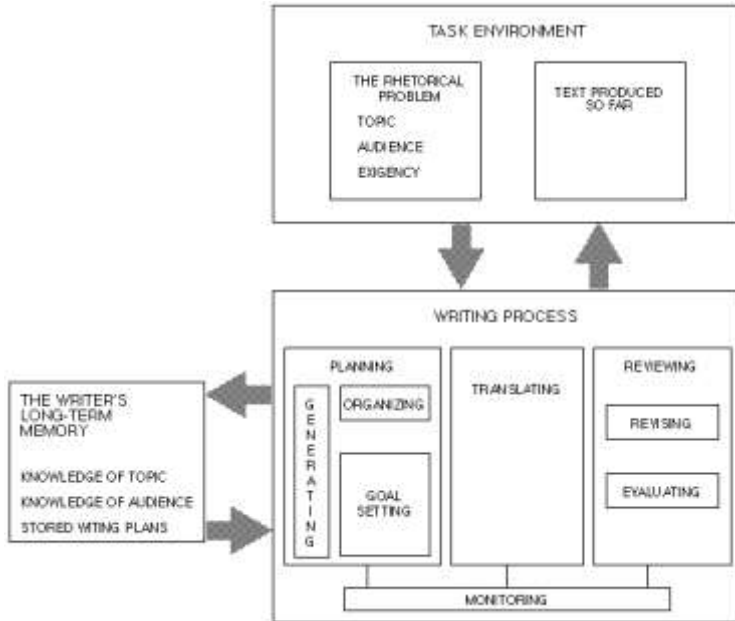 TASK ENVIRONMENT
THE RHETORICAL
PROBLEM
TOPIC
AUDIENCE
EXIGENCY
TEXT PRODUCED
SO FAR
WRITING PROCESS
PLANNING
GENERATING
ORGANIZING
GOAL
SETTING
TRANSLATING
REVIEWING
REVISING
EVALUATING
MONITORING
THE WRITER'S
LONG-TERM
MEMORY
KNOWLEDGE OF TOPIC
KNOWLEDGE OF AUDIENCE
STORED WITING PLANS